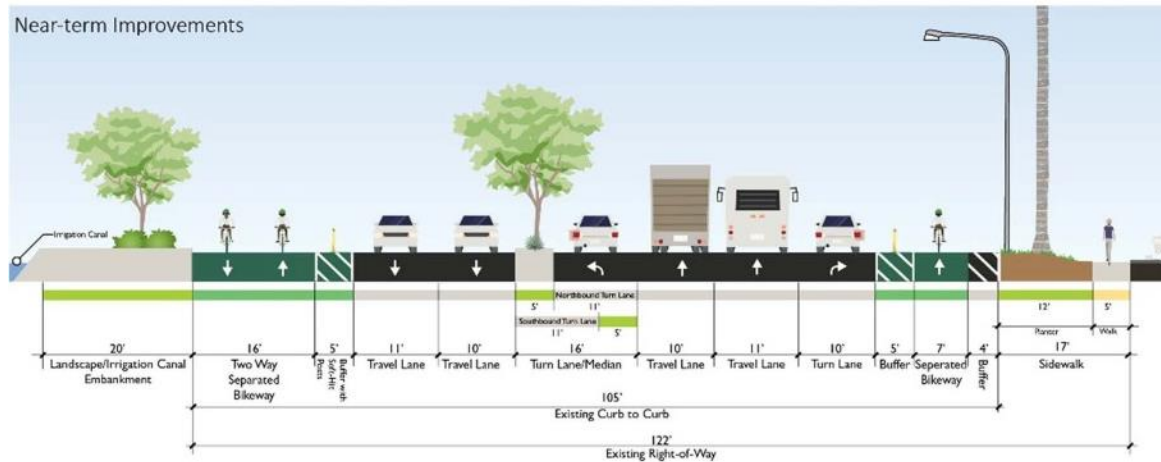 Near-term Improvements
Irrigation Canal
5'
Northbound Turn Lane
11'
Southbound Turn Lane
11'
5'
12'
Planter
5'
Walk
20'
Landscape/Irrigation Canal
Embankment
16'
Two Way
Separated
Bikeway
5'
Buffer with
Soft-Hit
Posts
11'
Travel Lane
10'
Travel Lane
16'
Turn Lane/Median
10'
Travel Lane
11'
Travel Lane
10'
Turn Lane
5'
Buffer
7'
Seperated
Bikeway
4'
Buffer
17'
Sidewalk
105'
Existing Curb to Curb
122'
Existing Right-of-Way